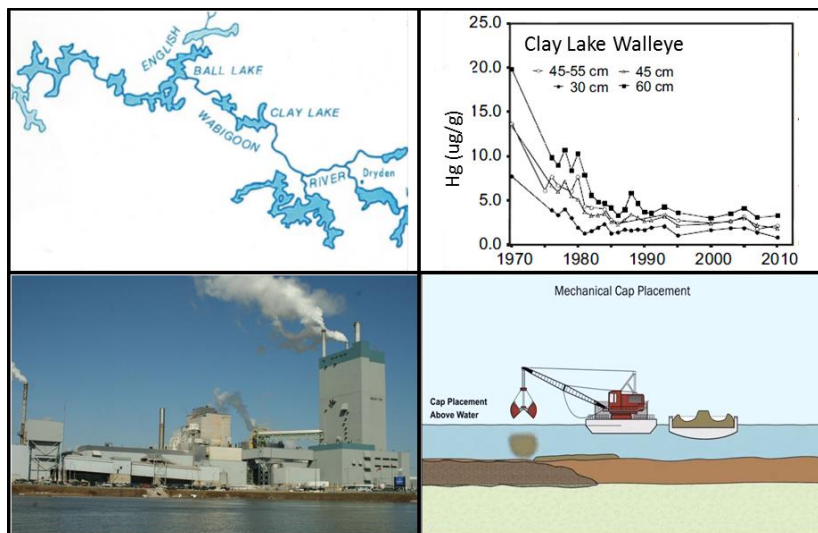 ENGLISH
BALL LAKE
CLAY LAKE
WABIGOON
RIVER
Dryden
Clay Lake Walleye
45-55 cm
45 cm
30 cm
60 cm
Hg (ug/g)
25.0
20.0
15.0
10.0
5.0
0.0
1970
1980
1990
2000
2010
Mechanical Cap Placement
Cap Placement
Above Water